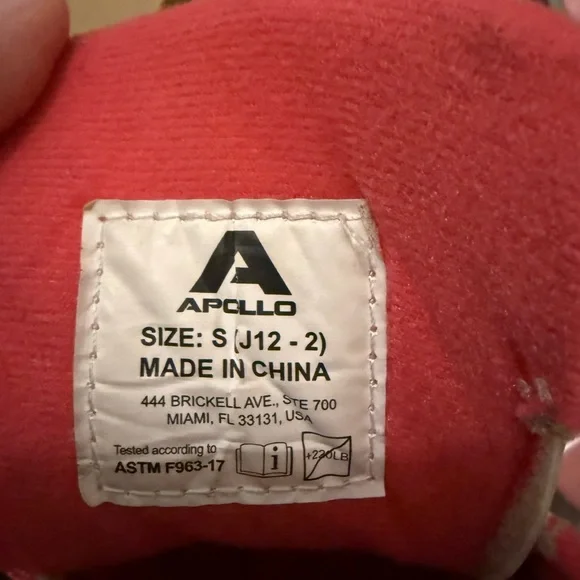 APOLLO
SIZE: S (J12 - 2)
MADE IN CHINA
444 BRICKELL AVE., STE 700
MIAMI, FL 33131, USA
Tested according to
ASTM F963-17
i
+220LB